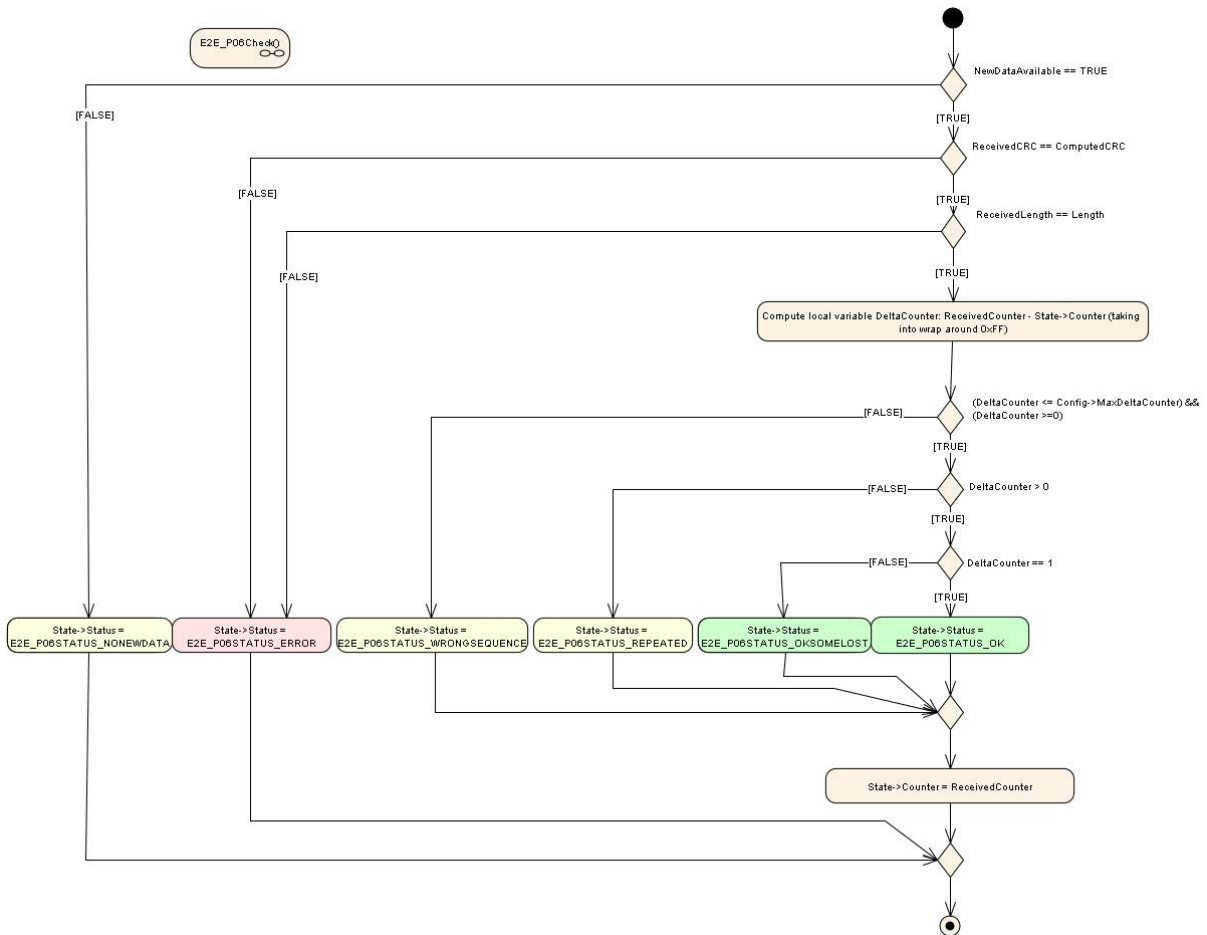 E2E_P06Check()
NewDataAvailable == TRUE
[FALSE]
[TRUE]
ReceivedCRC == ComputedCRC
[FALSE]
[TRUE]
ReceivedLength == Length
[FALSE]
[TRUE]
Compute local variable DeltaCounter: ReceivedCounter - State->Counter (taking
into wrap around 0xFF)
(DeltaCounter <= Config->MaxDeltaCounter) &&
(DeltaCounter >=0)
[FALSE]
[TRUE]
DeltaCounter > 0
[FALSE]
[TRUE]
DeltaCounter == 1
[FALSE]
[TRUE]
State->Status =
E2E_P06STATUS_NONEWDATA
State->Status =
E2E_P06STATUS_ERROR
State->Status =
E2E_P06STATUS_WRONGSEQUENCE
State->Status =
E2E_P06STATUS_REPEATED
State->Status =
E2E_P06STATUS_OKSOMELOST
State->Status =
E2E_P06STATUS_OK
State->Counter = ReceivedCounter